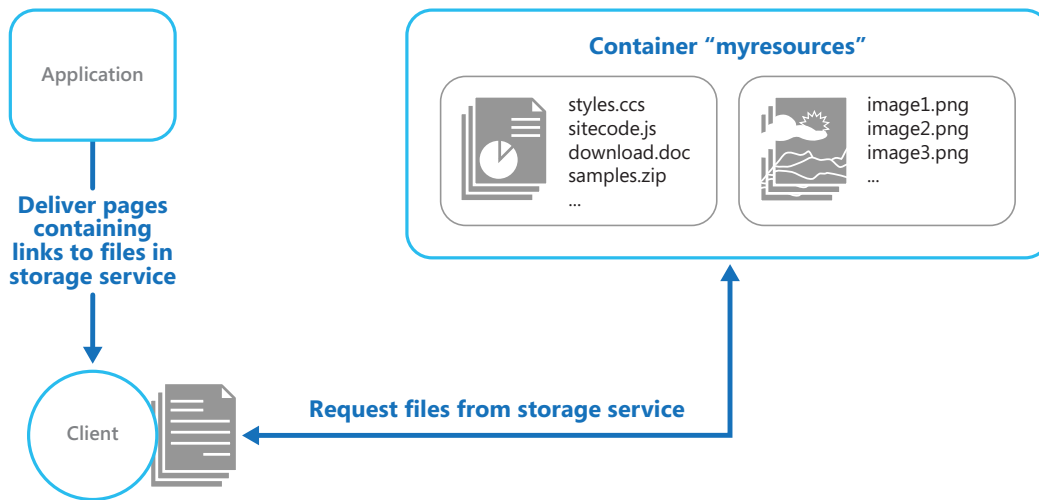 Application
Container “myresources”
styles.ccs
sitecode.js
download.doc
samples.zip
...
image1.png
image2.png
image3.png
...
Deliver pages
containing
links to files in
storage service
Client
Request files from storage service